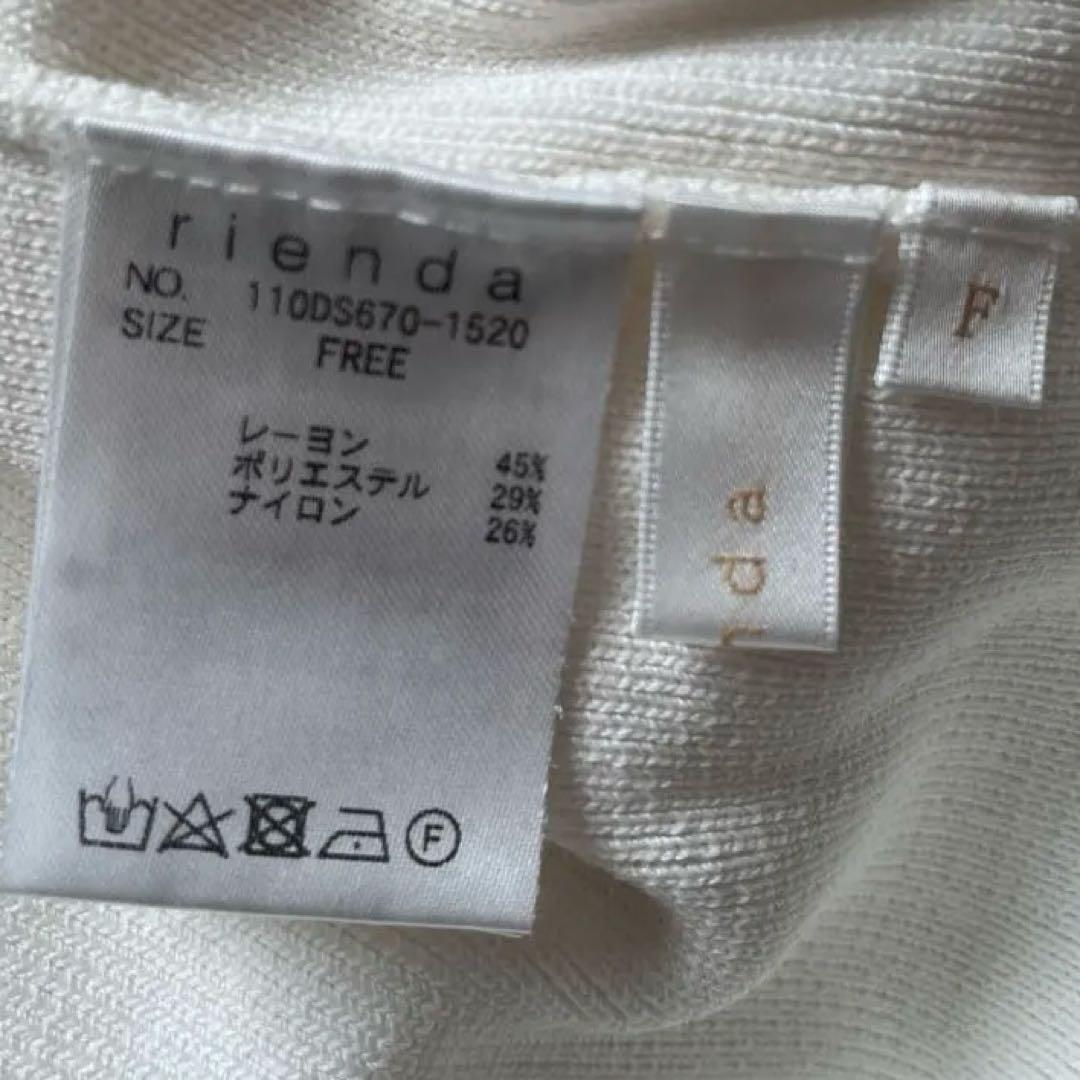 rienda
NO. 110DS670-1520
SIZE FREE
レーヨン 45%
ポリエステル 29%
ナイロン 26%
F
nda
F